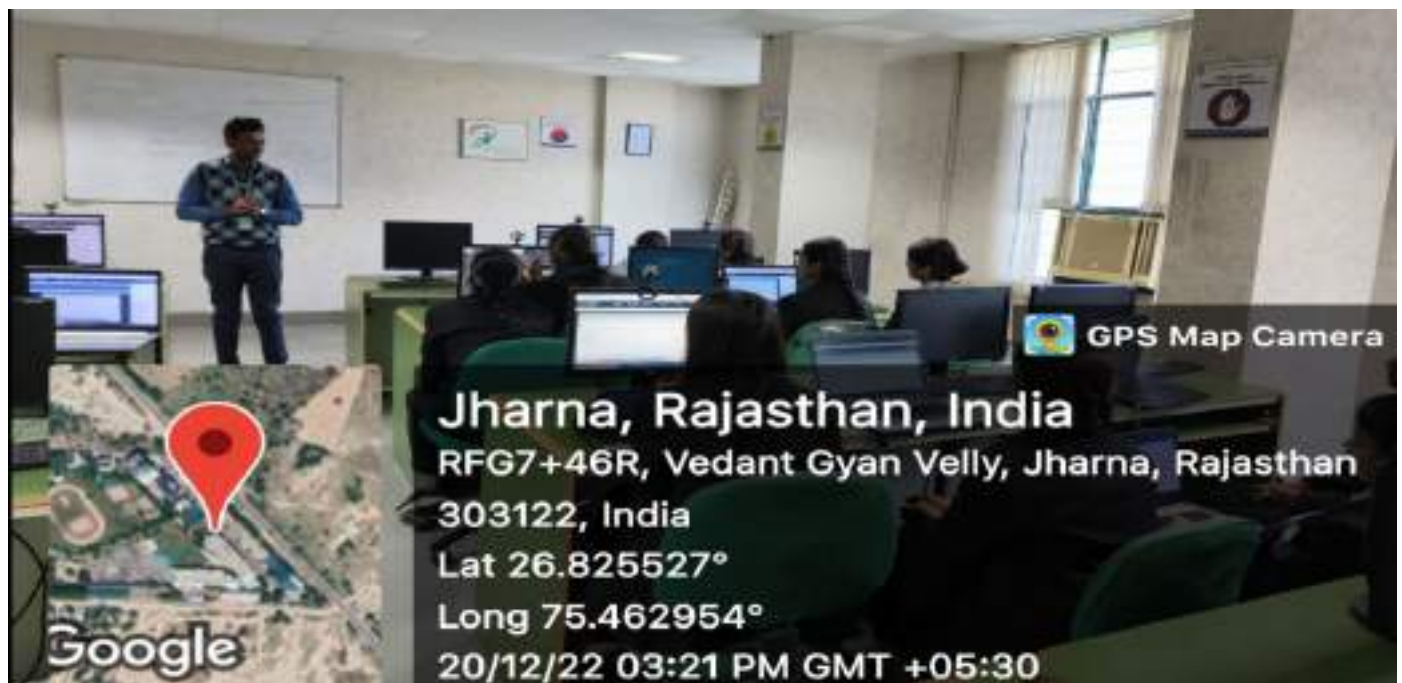 GPS Map Camera
Jharna, Rajasthan, India
RFG7+46R, Vedant Gyan Velly, Jharna, Rajasthan
303122, India
Lat 26.825527°
Long 75.462954°
20/12/22 03:21 PM GMT +05:30
Google